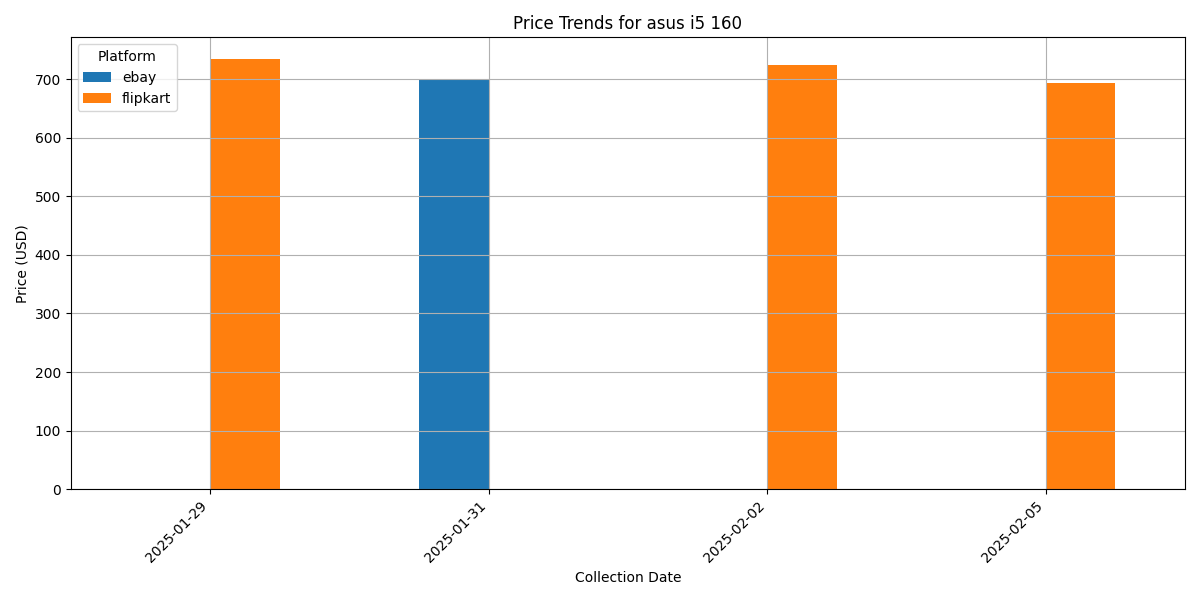 Price Trends for asus i5 160
Platform
ebay
flipkart
Price (USD)
700
600
500
400
300
200
100
0
2025-01-29
2025-01-31
2025-02-02
2025-02-05
Collection Date